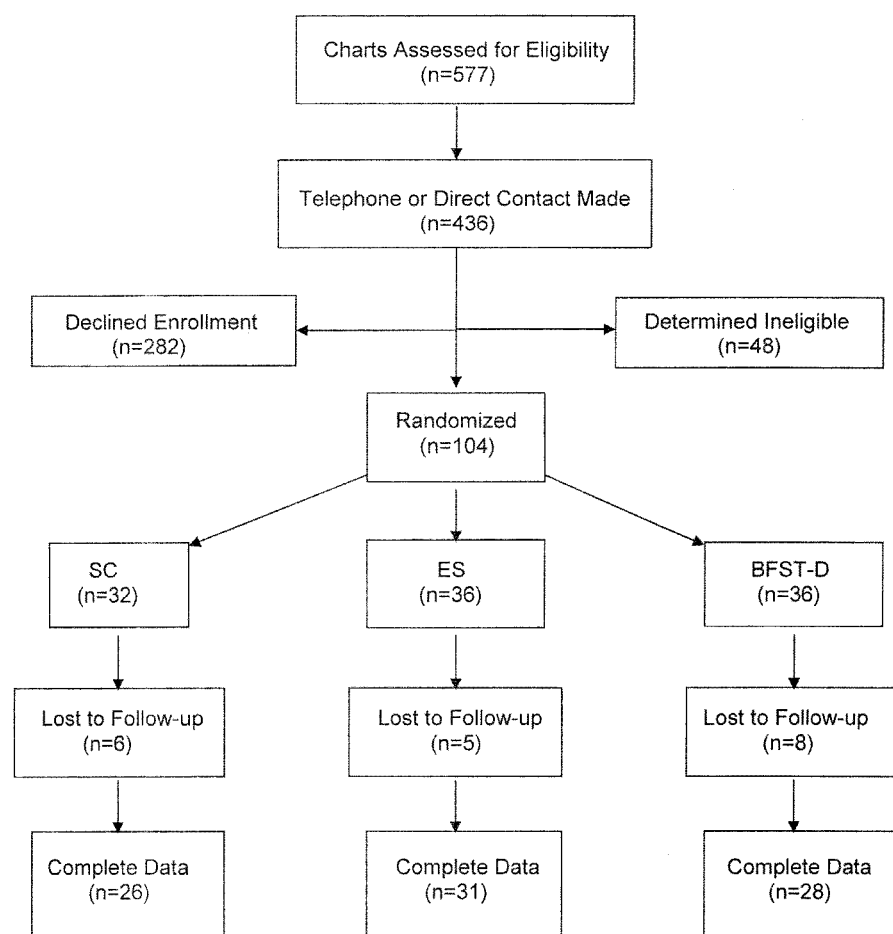 Charts Assessed for Eligibility
(n=577)
Telephone or Direct Contact Made
(n=436)
Declined Enrollment
(n=282)
Determined Ineligible
(n=48)
Randomized
(n=104)
SC
(n=32)
ES
(n=36)
BFST-D
(n=36)
Lost to Follow-up
(n=6)
Lost to Follow-up
(n=5)
Lost to Follow-up
(n=8)
Complete Data
(n=26)
Complete Data
(n=31)
Complete Data
(n=28)